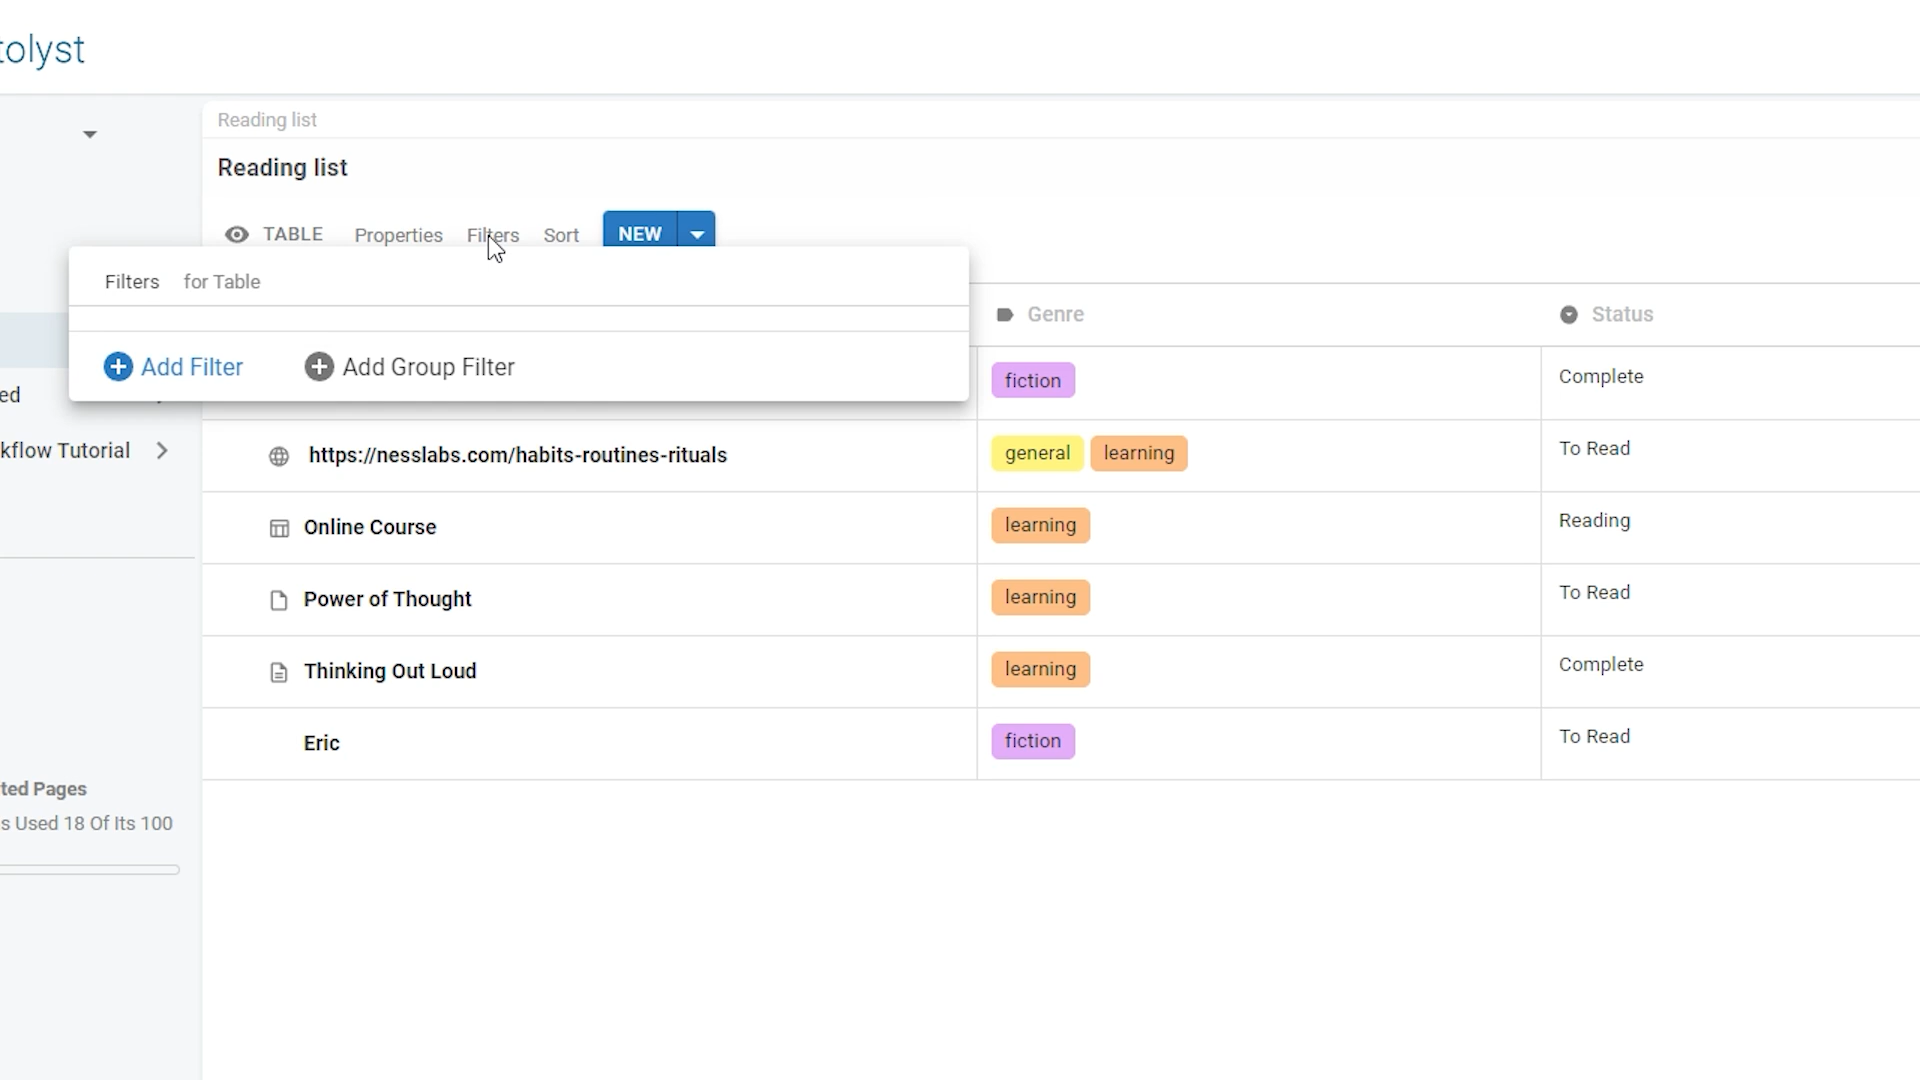 tolyst
Reading list
Reading list
TABLE Properties Filters Sort NEW
Filters for Table
Add Filter Add Group Filter
Genre Status
fiction Complete
https://nesslabs.com/habits-routines-rituals general learning To Read
Online Course learning Reading
Power of Thought learning To Read
Thinking Out Loud learning Complete
Eric fiction To Read
ed
kflow Tutorial
ted Pages
s Used 18 Of Its 100